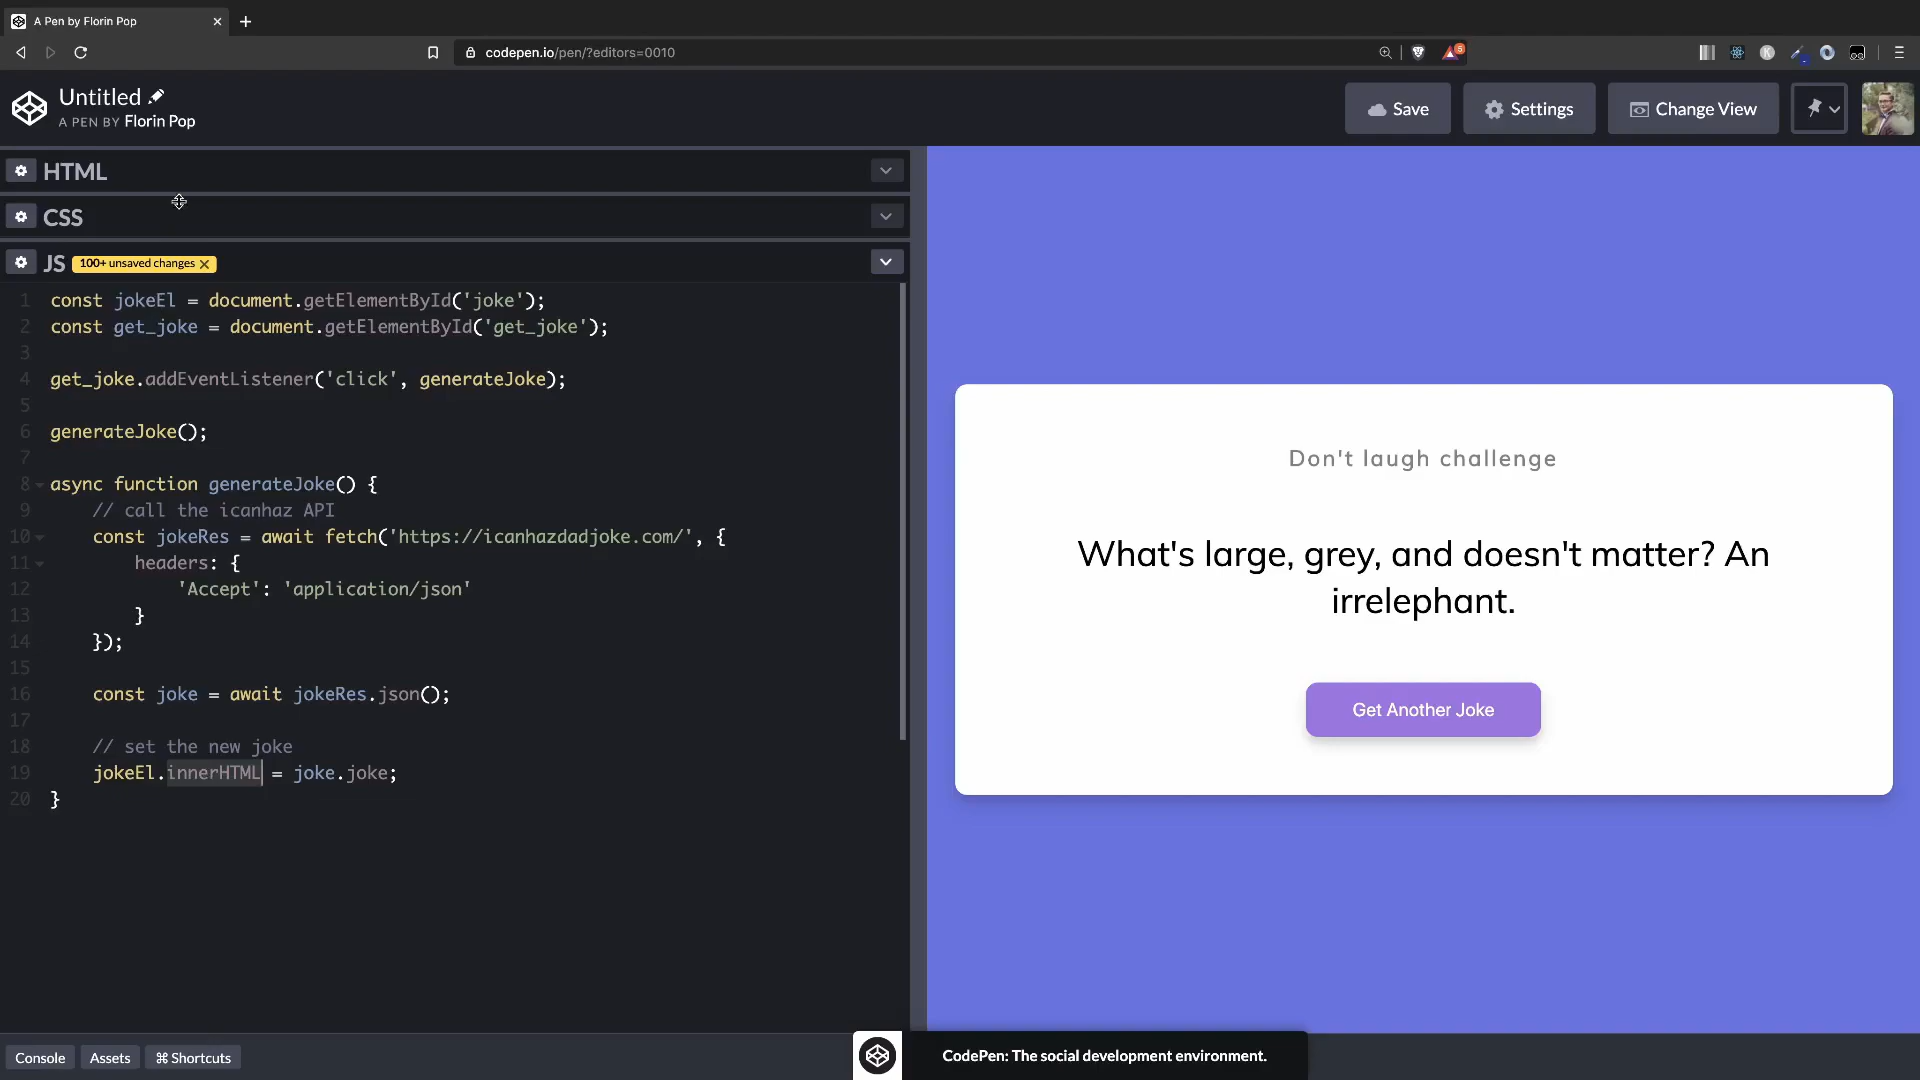 A Pen by Florin Pop
codepen.io/pen/?editors=0010
5
Untitled
A PEN BY Florin Pop
Save
Settings
Change View
HTML
CSS
JS
100+ unsaved changes
1 const jokeEl = document.getElementById('joke');
2 const get_joke = document.getElementById('get_joke');
3
4 get_joke.addEventListener('click', generateJoke);
5
6 generateJoke();
7
8 async function generateJoke() {
9 // call the icanhaz API
10 const jokeRes = await fetch('https://icanhazdadjoke.com/', {
11 headers: {
12 'Accept': 'application/json'
13 }
14 });
15
16 const joke = await jokeRes.json();
17
18 // set the new joke
19 jokeEl.innerHTML = joke.joke;
20 }
Don't laugh challenge
What's large, grey, and doesn't matter? An
irrelephant.
Get Another Joke
Console
Assets
⌘ Shortcuts
CodePen: The social development environment.